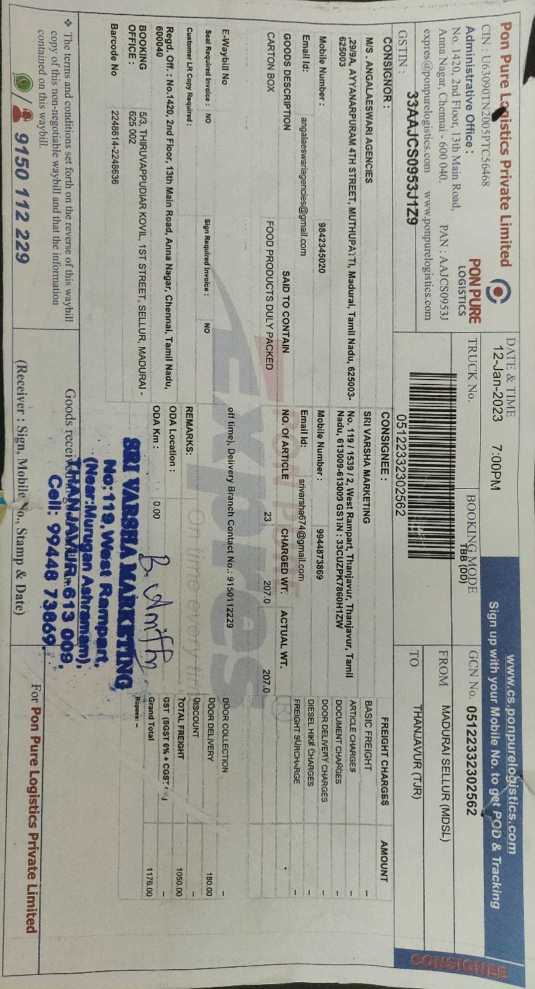 Pon Pure Logistics Private Limited
CIN : U63090TN2005PTC56468
Administrative Office :
No. 1420, 2nd Floor, 13th Main Road,
Anna Nagar, Chennai - 600 040. PAN : AAJCS0953J
expres@ponpurelogistics.com www.ponpurelogistics.com
PON PURE
LOGISTICS
GSTIN : 33AAJCS0953J1Z9
DATE & TIME
12-Jan-2023 7:00PM
TRUCK No.
BOOKING MODE
TBB (DD)
www.cs.ponpurelogistics.com
Sign up with your Mobile No. to get POD & Tracking
GCN No. 05122332302562
FROM MADURAI SELLUR (MDSL)
TO THANJAVUR (TJR)
05122332302562
CONSIGNEE
CONSIGNOR :
M/S . ANGALAESWARI AGENCIES
,29/9A, AYYANARPURAM 4TH STREET, MUTHUPATTI, Madurai, Tamil Nadu, 625003-
625003
Mobile Number : 9842345020
Email Id: angalaeswariagencies@gmail.com
CONSIGNEE :
SRI VARSHA MARKETING
No. 119 / 1539 / 2, West Rampart, Thanjavur, Thanjavur, Tamil
Nadu, 613009-613009 GSTIN : 33CUZPK7860H1ZW
Mobile Number : 9944873869
Email Id: srivarsha674@gmail.com
GOODS DESCRIPTION SAID TO CONTAIN NO. OF ARTICLE CHARGED WT. ACTUAL WT.
CARTON BOX FOOD PRODUCTS DULY PACKED 23 207.0 207.0
FREIGHT CHARGES AMOUNT
BASIC FREIGHT –
ARTICLE CHARGES
DOCUMENT CHARGES
DOOR DELIVERY CHARGES
DIESEL HIKE CHARGES
FREIGHT SURCHARGE
DOOR COLLECTION –
DOOR DELIVERY 180.00
DISCOUNT –
TOTAL FREIGHT 1050.00
GST –
Grand Total 1176.00
Rupees: –
expres
E-Waybill No
off time), Delivery Branch Contact No.: 9150112229
Seal Required Invoice : NO Sign Required Invoice : NO
Customer LR Copy Required :
REMARKS:
Regd. Off : No.1420, 2nd Floor, 13th Main Road, Anna Nagar, Chennai, Tamil Nadu,
600040
ODA Location :
BOOKING OFFICE : 5/3, THIRUVAPPUDIAR KOVIL, 1ST STREET, SELLUR, MADURAI -
625 002
ODA Km : 0.00
Barcode No 2248614-2248636
SRI VARSHA MARKETING
No:119,West Rampart,
(Near:Murugan Ashramam),
THANJAVUR-613 009.
Cell: 99448 73869
❖ The terms and conditions set forth on the reverse of this waybill
copy of this non-negotiable waybill and that the information
contained on this waybill.
9150 112 229
Goods received
(Receiver : Sign, Mobile No., Stamp & Date)
For Pon Pure Logistics Private Limited